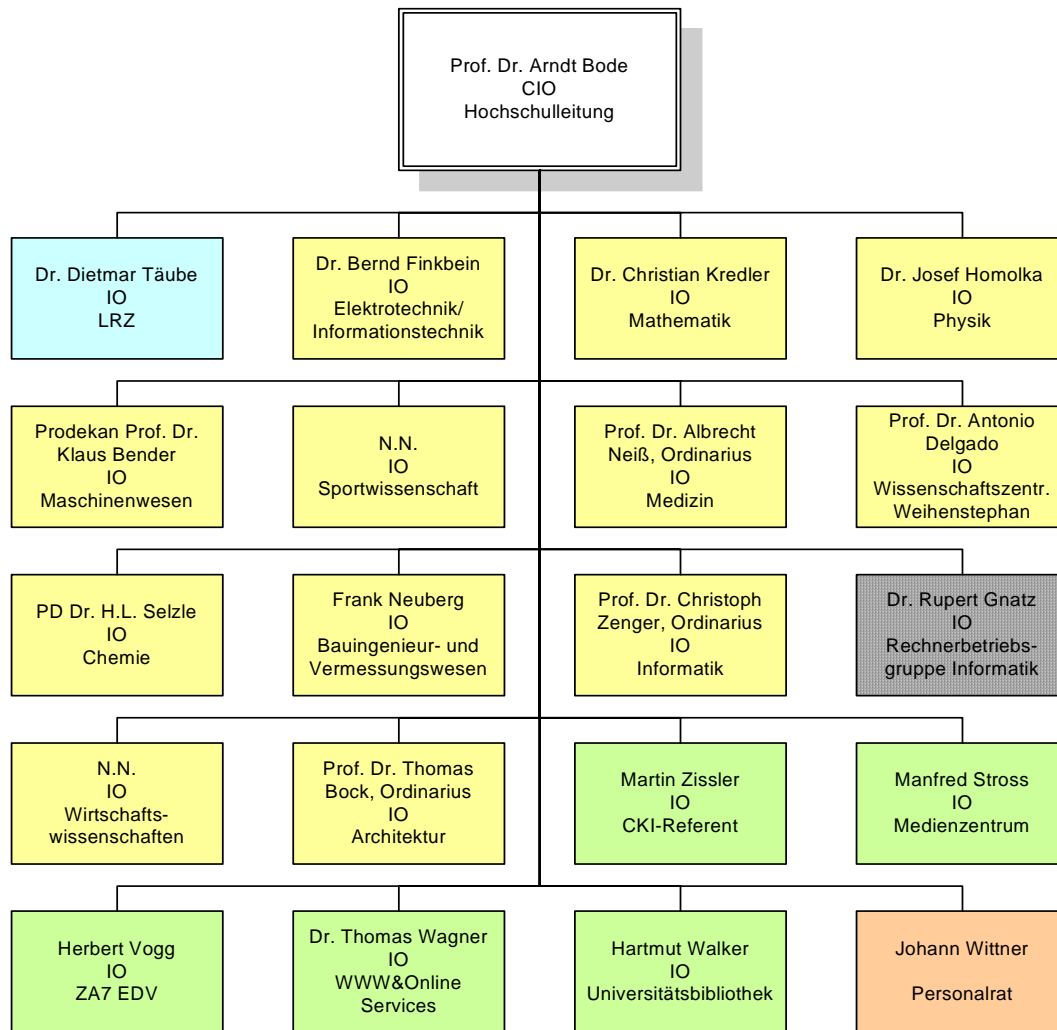 Prof. Dr. Arndt Bode
CIO
Hochschulleitung
Dr. Dietmar Täube
IO
LRZ
Dr. Bernd Finkbein
IO
Elektrotechnik/
Informationstechnik
Dr. Christian Kredler
IO
Mathematik
Dr. Josef Homolka
IO
Physik
Prodekan Prof. Dr.
Klaus Bender
IO
Maschinenwesen
N.N.
IO
Sportwissenschaft
Prof. Dr. Albrecht
Neiß, Ordinarius
IO
Medizin
Prof. Dr. Antonio
Delgado
IO
Wissenschaftszentr.
Weihenstephan
PD Dr. H.L. Selzle
IO
Chemie
Frank Neuberg
IO
Bauingenieur- und
Vermessungswesen
Prof. Dr. Christoph
Zenger, Ordinarius
IO
Informatik
Dr. Rupert Gnatz
IO
Rechnerbetriebs-
gruppe Informatik
N.N.
IO
Wirtschafts-
wissenschaften
Prof. Dr. Thomas
Bock, Ordinarius
IO
Architektur
Martin Zissler
IO
CKI-Referent
Manfred Stross
IO
Medienzentrum
Herbert Vogg
IO
ZA7 EDV
Dr. Thomas Wagner
IO
WWW&Online
Services
Hartmut Walker
IO
Universitätsbibliothek
Johann Wittner
Personalrat